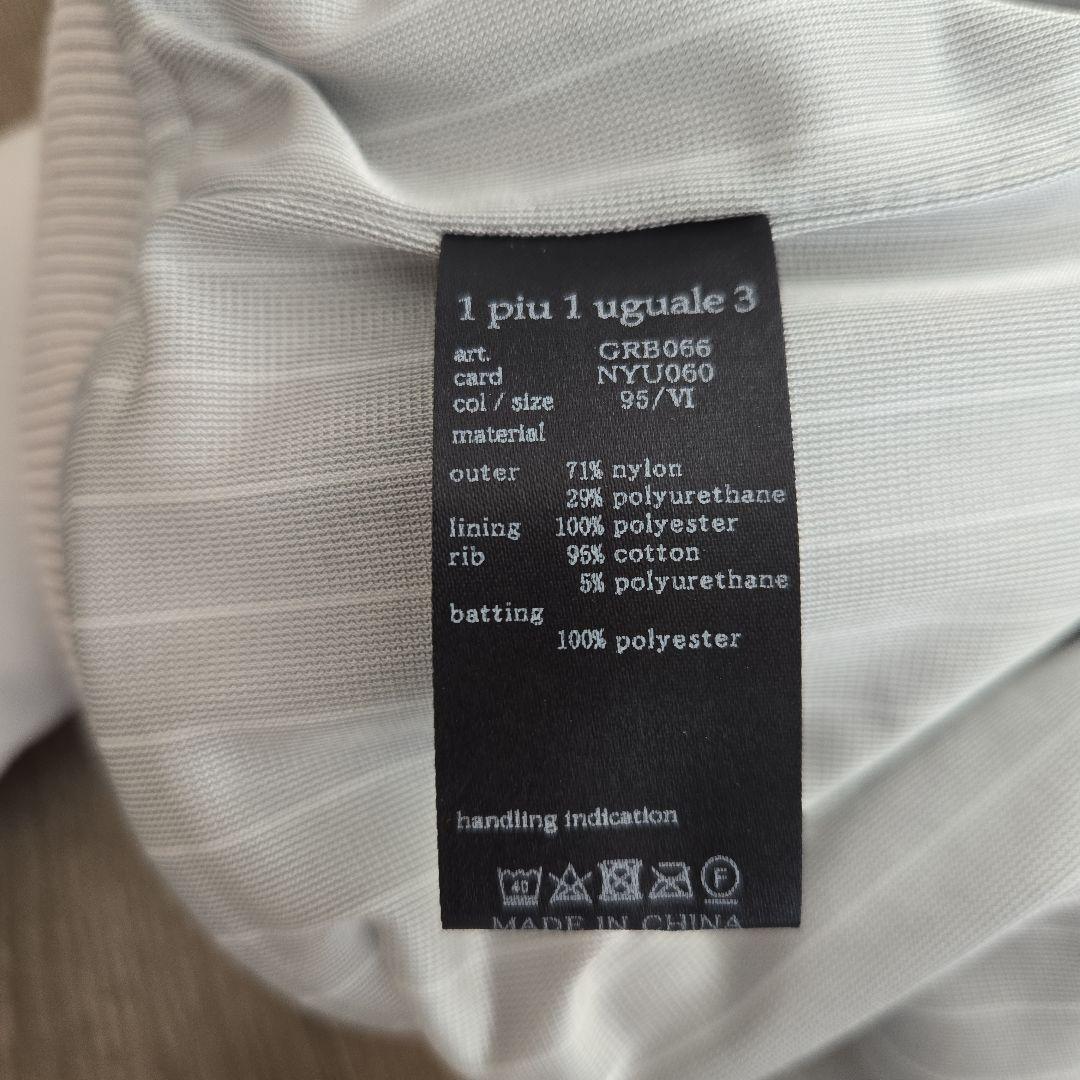 1 piu 1 uguale 3
art. GRB066
card NYU060
col / size 95/VI
material
outer 71% nylon
29% polyurethane
lining 100% polyester
rib 95% cotton
5% polyurethane
batting
100% polyester
handling indication
40 F
MADE IN CHINA